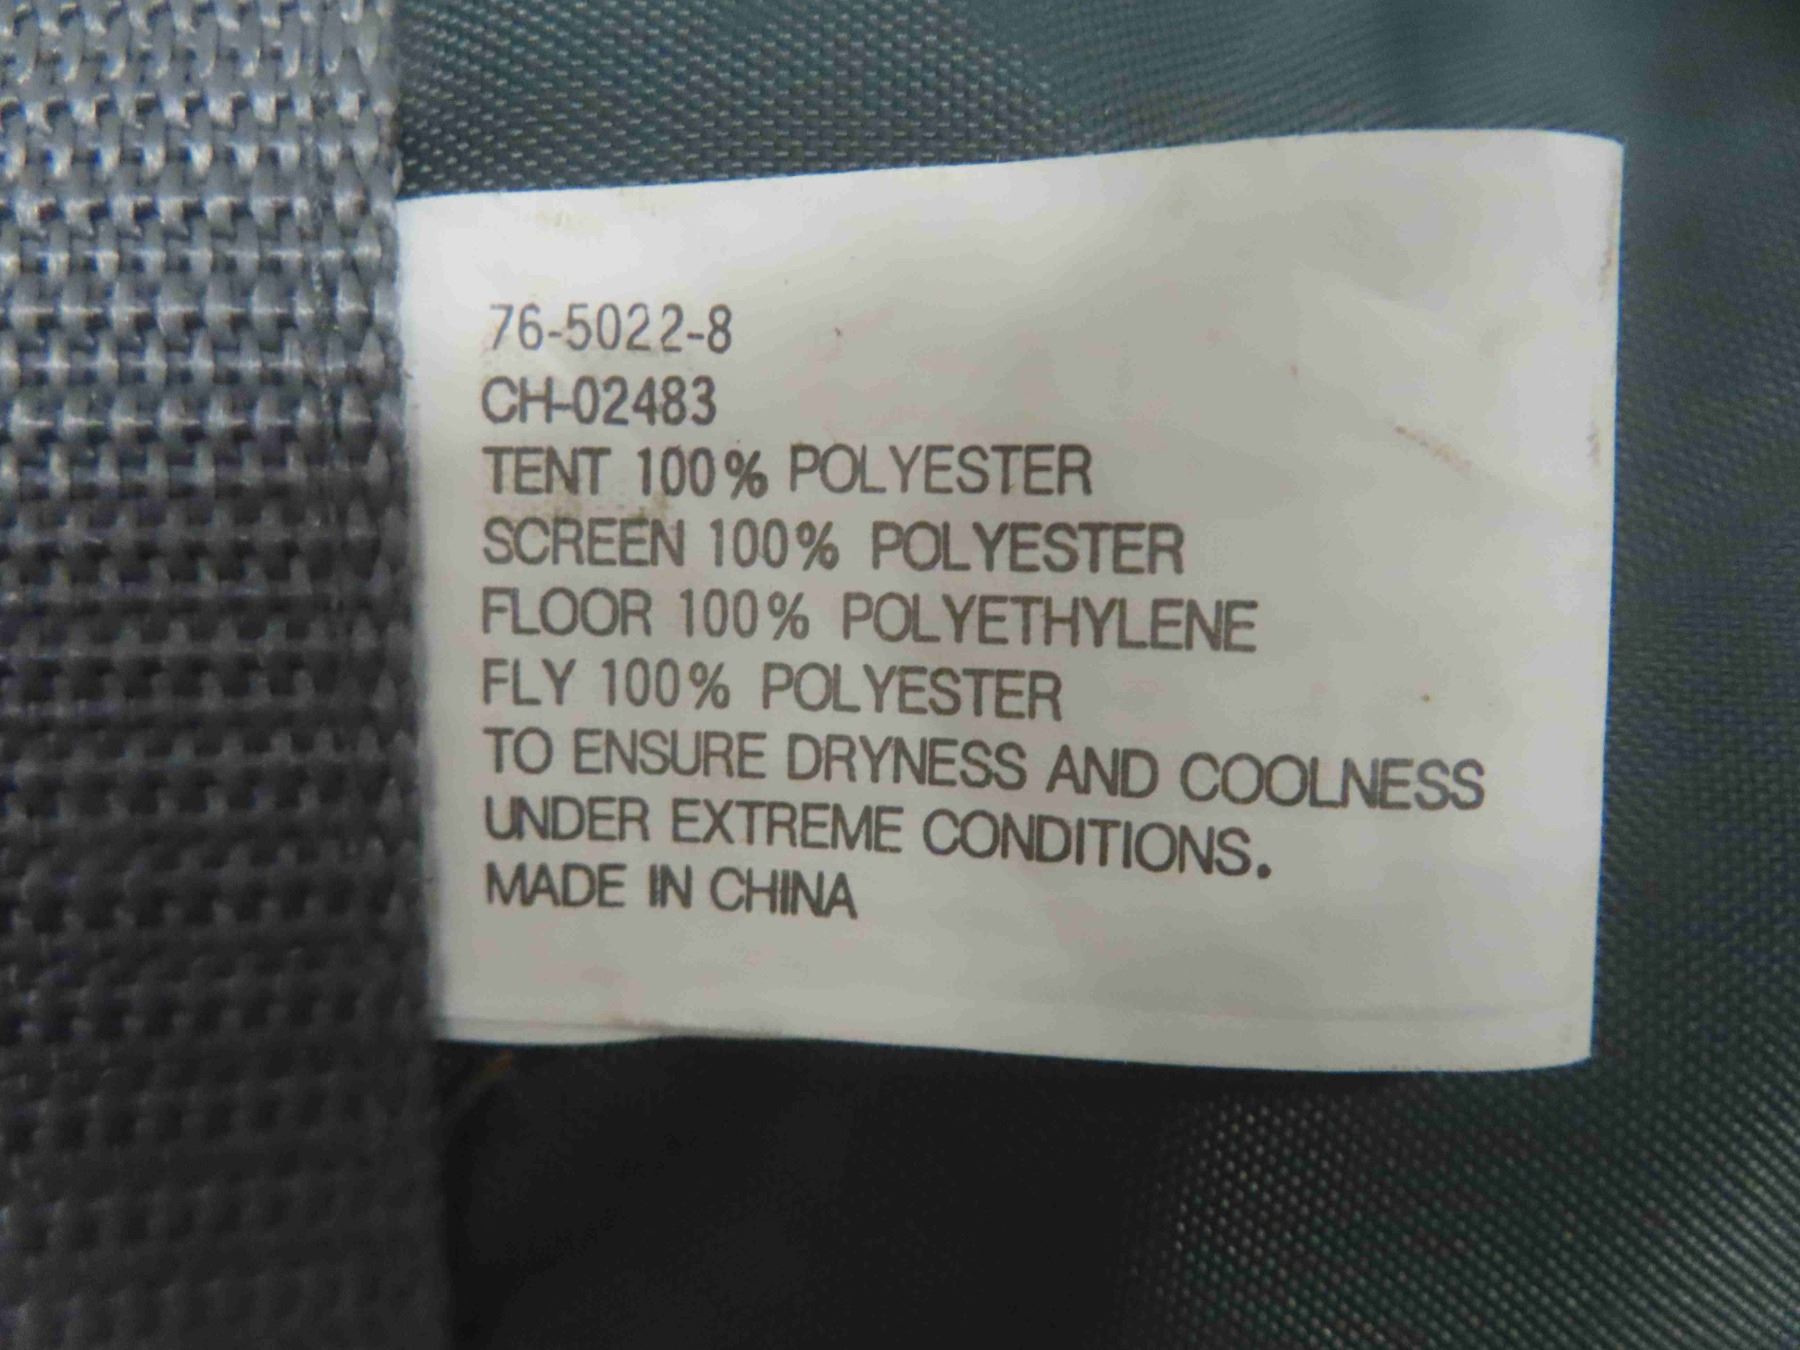 76-5022-8
CH-02483
TENT 100% POLYESTER
SCREEN 100% POLYESTER
FLOOR 100% POLYETHYLENE
FLY 100% POLYESTER
TO ENSURE DRYNESS AND COOLNESS
UNDER EXTREME CONDITIONS.
MADE IN CHINA